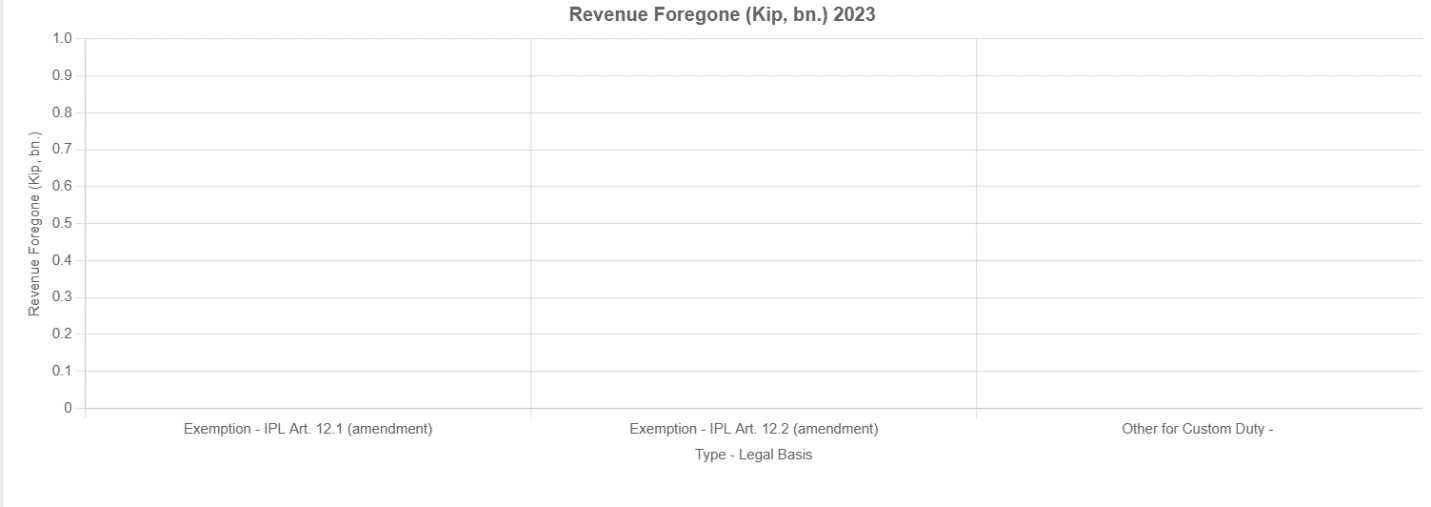 Revenue Foregone (Kip, bn.) 2023
Revenue Foregone (Kip, bn.)
1.0
0.9
0.8
0.7
0.6
0.5
0.4
0.3
0.2
0.1
0
Exemption - IPL Art. 12.1 (amendment)
Exemption - IPL Art. 12.2 (amendment)
Other for Custom Duty -
Type - Legal Basis